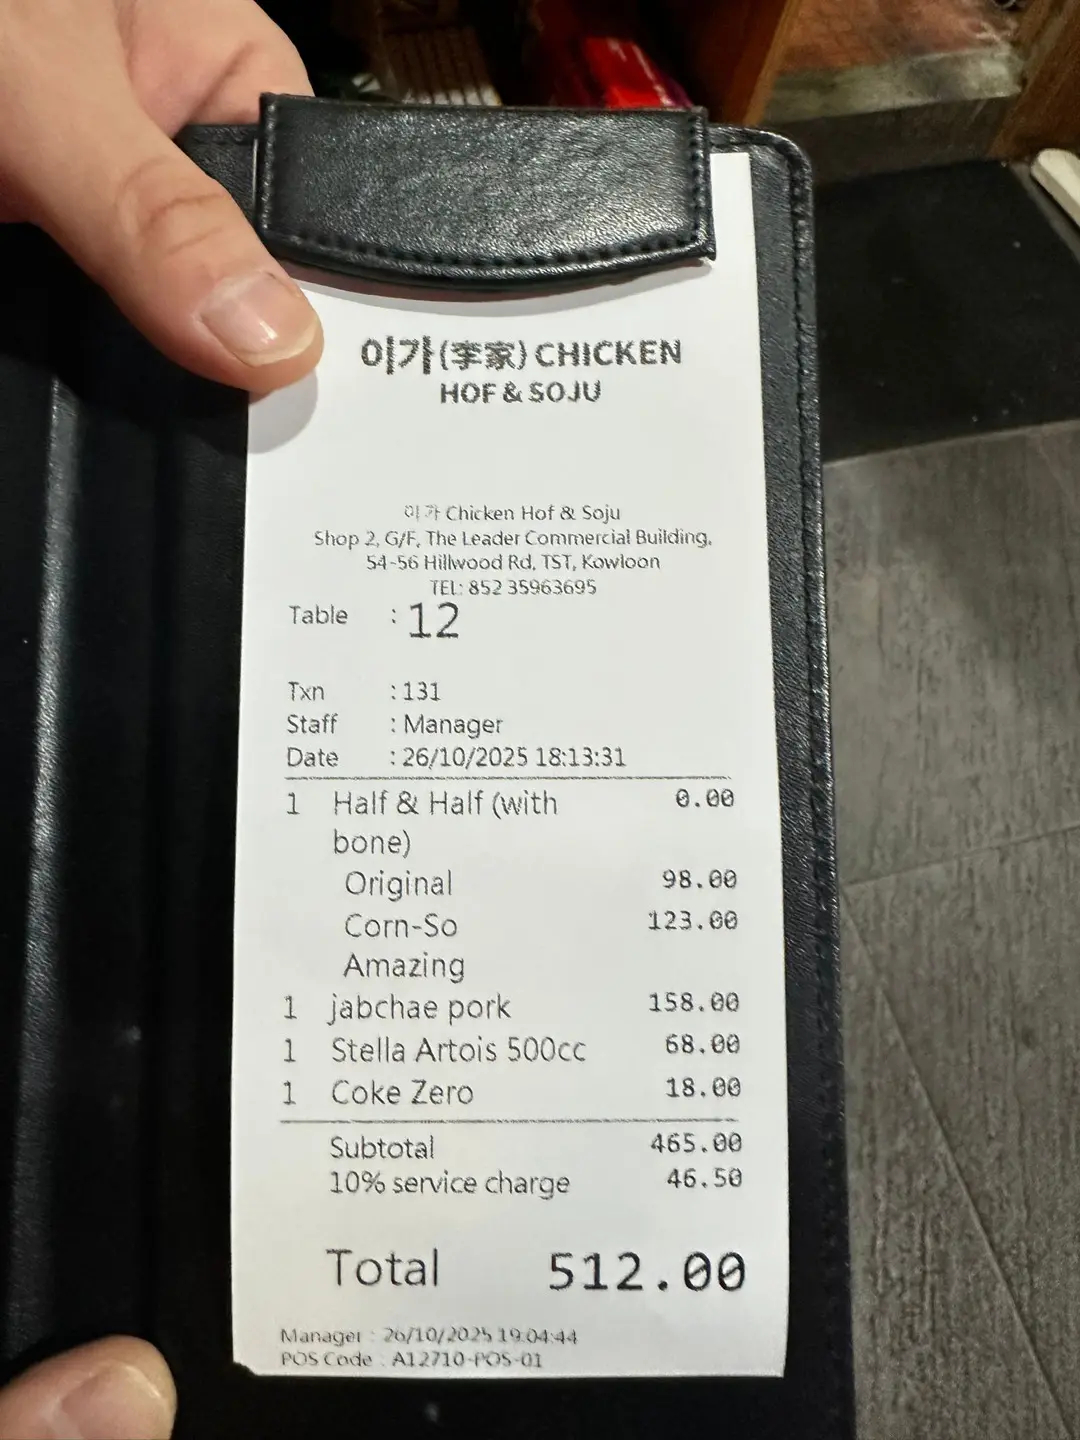 이가(李家) CHICKEN
HOF & SOJU
이가 Chicken Hof & Soju
Shop 2, G/F, The Leader Commercial Building,
54-56 Hillwood Rd, TST, Kowloon
TEL: 852 35963695
Table : 12
Txn : 131
Staff : Manager
Date : 26/10/2025 18:13:31
1 Half & Half (with 0.00
bone)
Original 98.00
Corn-So 123.00
Amazing
1 jabchae pork 158.00
1 Stella Artois 500cc 68.00
1 Coke Zero 18.00
Subtotal 465.00
10% service charge 46.50
Total 512.00
Manager : 26/10/2025 19:04:44
POS Code : A12710-POS-01